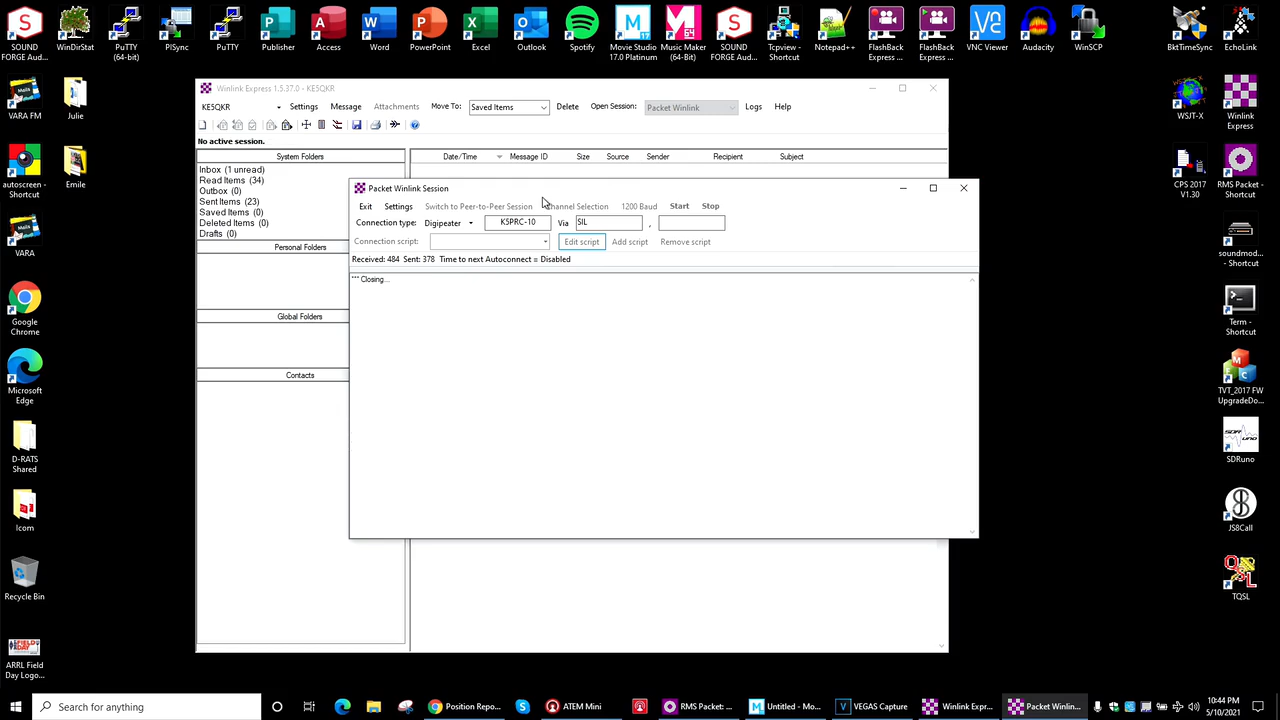 SOUND FORGE Aud...
WinDirStat
PuTTY (64-bit)
PlSync
PuTTY
Publisher
Access
Word
PowerPoint
Excel
Outlook
Spotify
Movie Studio 17.0 Platinum
Music Maker (64-Bit)
SOUND FORGE Aud...
Tcpview - Shortcut
Notepad++
FlashBack Express ...
FlashBack Express ...
VNC Viewer
Audacity
WinSCP
BktTimeSync
EchoLink
VARA FM
Julie
autoscreen - Shortcut
Emile
VARA
Google Chrome
Microsoft Edge
D-RATS Shared
Icom
Recycle Bin
ARRL Field Day Logo...
WSJT-X
Winlink Express
CPS 2017 V1.30
RMS Packet - Shortcut
soundmod... - Shortcut
Term - Shortcut
TVT_2017 FW UpgradeDo...
SDRuno
JS8Call
TQSL
Winlink Express 1.5.37.0 - KE5QKR
KE5QKR Settings Message Attachments Move To: Saved Items Delete Open Session: Packet Winlink Logs Help
No active session.
System Folders
Date/Time Message ID Size Source Sender Recipient Subject
Inbox (1 unread)
Read Items (34)
Outbox (0)
Sent Items (23)
Saved Items (0)
Deleted Items (0)
Drafts (0)
Personal Folders
Global Folders
Contacts
Packet Winlink Session
Exit Settings Switch to Peer-to-Peer Session Channel Selection 1200 Baud Start Stop
Connection type: Digipeater K5PRC-10 Via SIL ,
Connection script: Edit script Add script Remove script
Received: 484 Sent: 378 Time to next Autoconnect = Disabled
*** Closing...
Search for anything
Position Repo...
ATEM Mini
RMS Packet: ...
Untitled - Mo...
VEGAS Capture
Winlink Expr...
Packet Winlin...
10:44 PM
5/10/2021